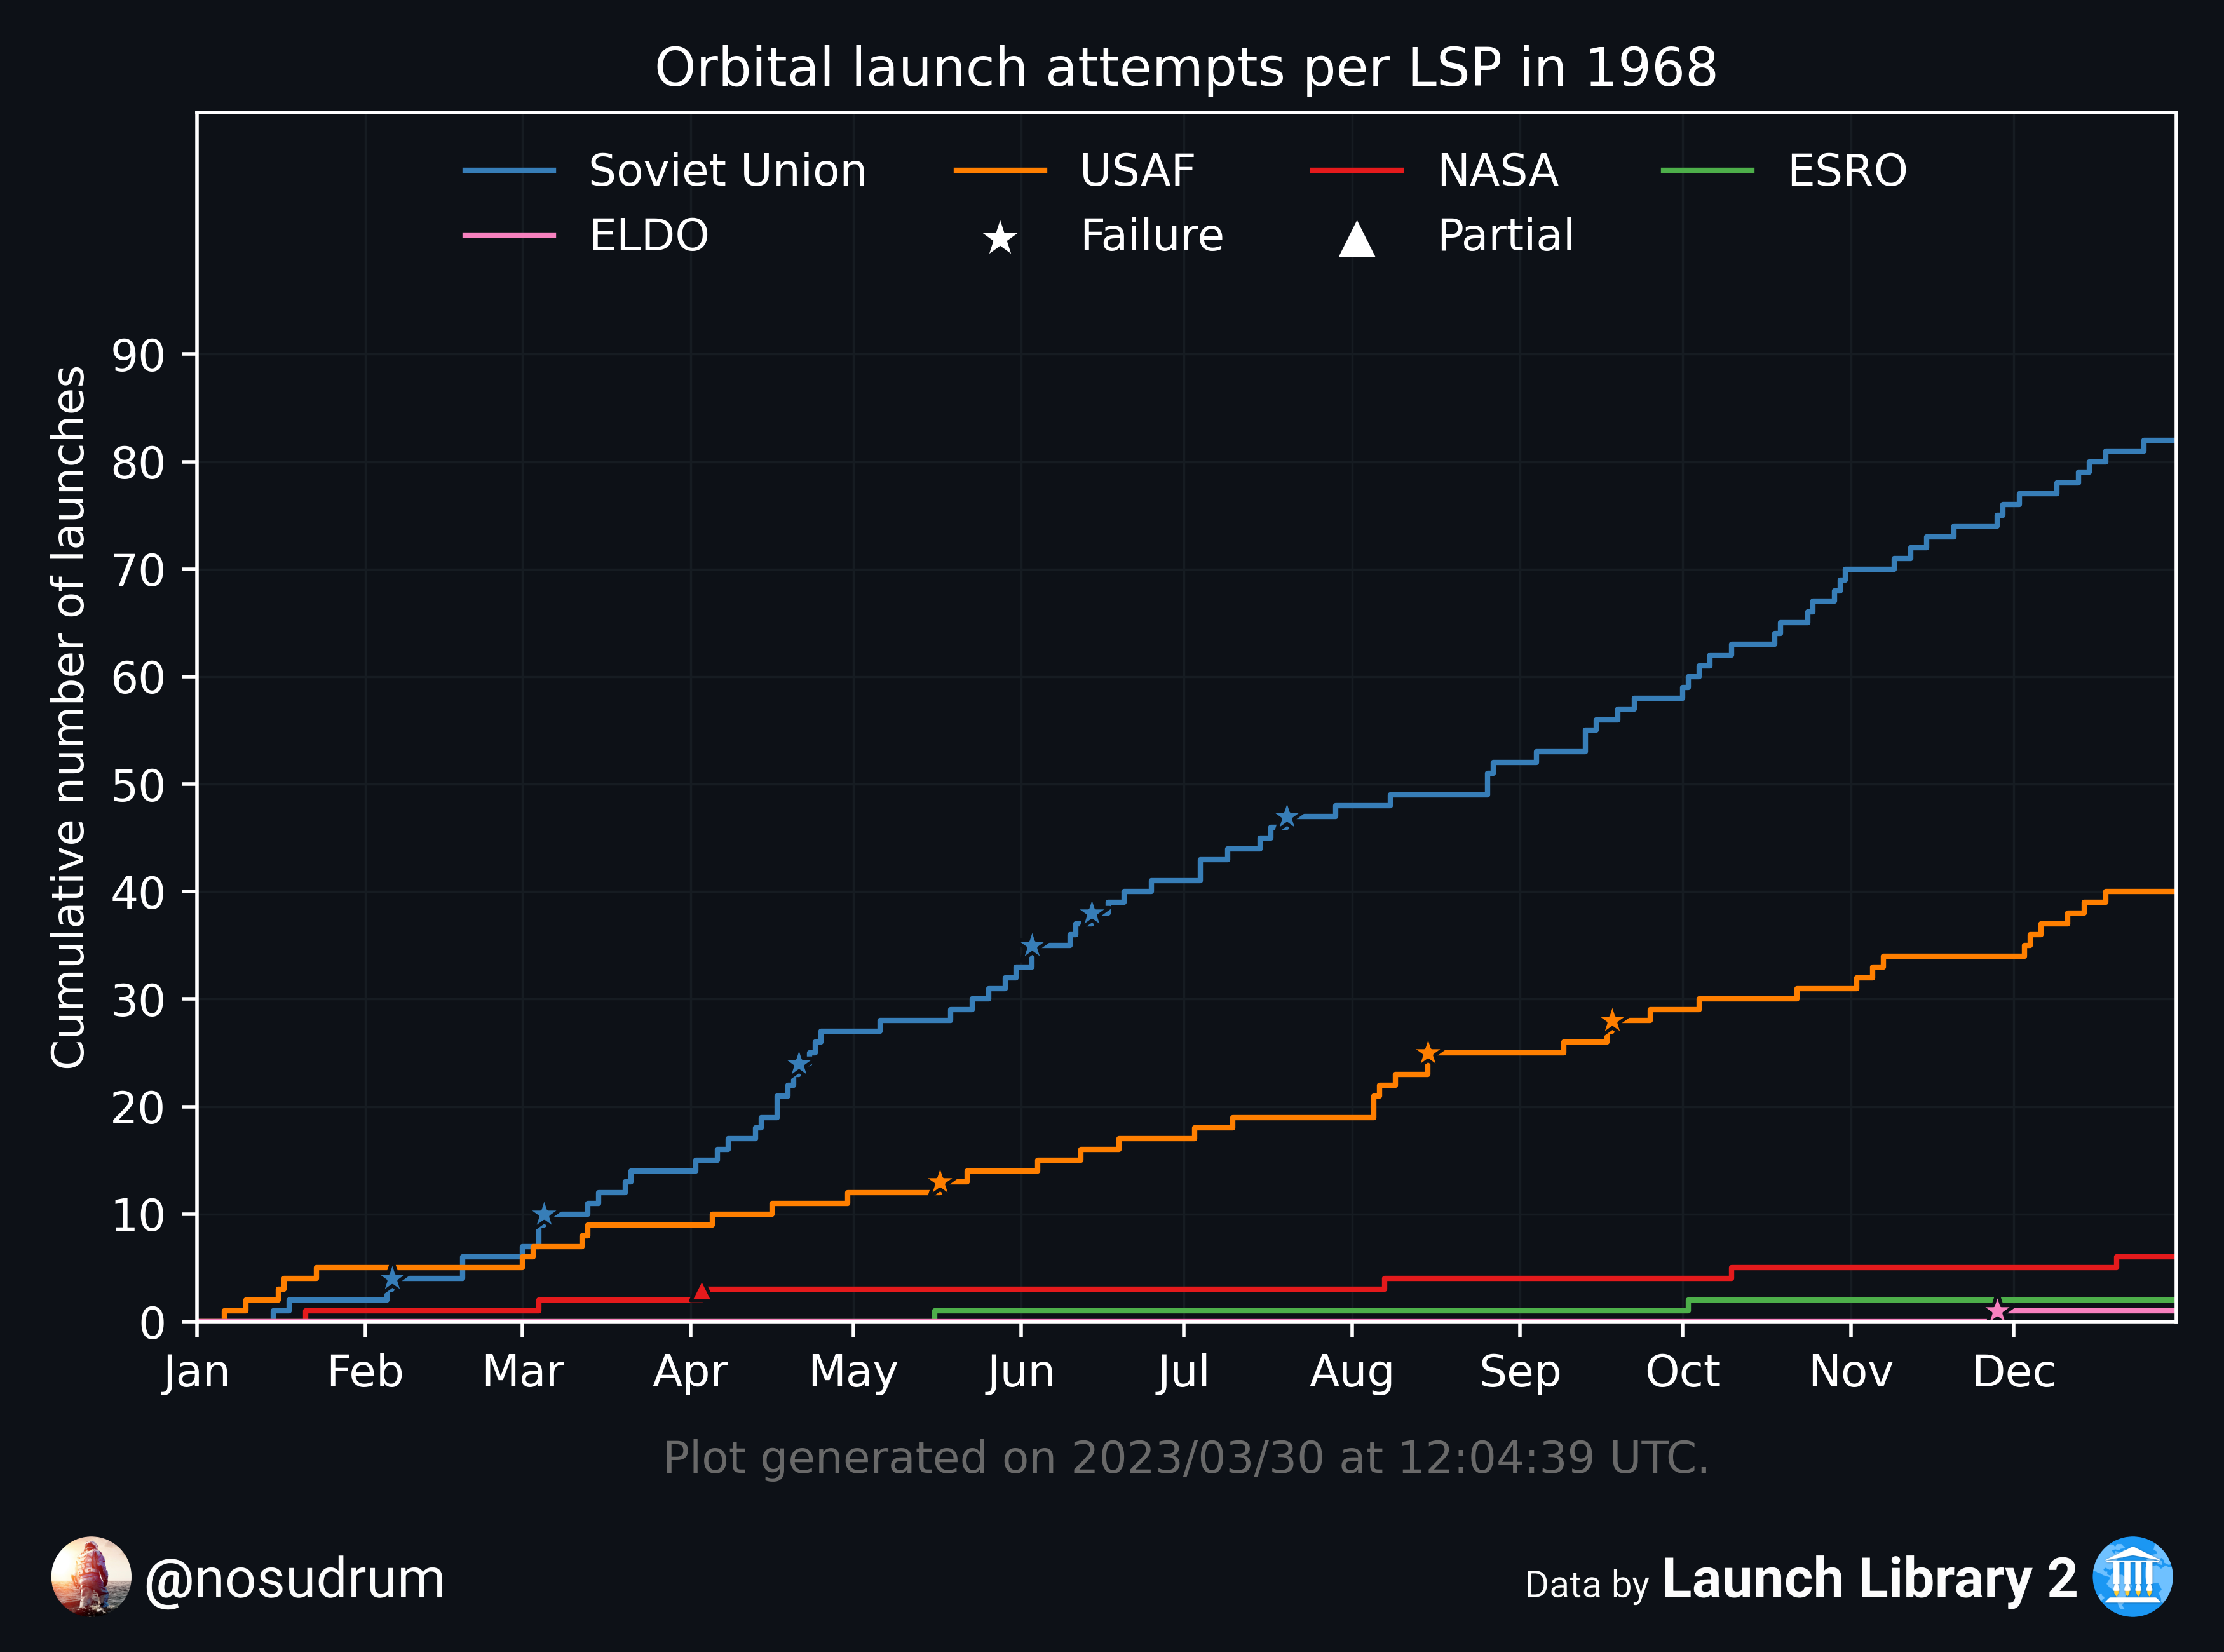 Orbital launch attempts per LSP in 1968
Soviet Union USAF NASA ESRO
ELDO Failure Partial
Cumulative number of launches
90
80
70
60
50
40
30
20
10
0
Jan Feb Mar Apr May Jun Jul Aug Sep Oct Nov Dec
Plot generated on 2023/03/30 at 12:04:39 UTC.
@nosudrum
Data by Launch Library 2